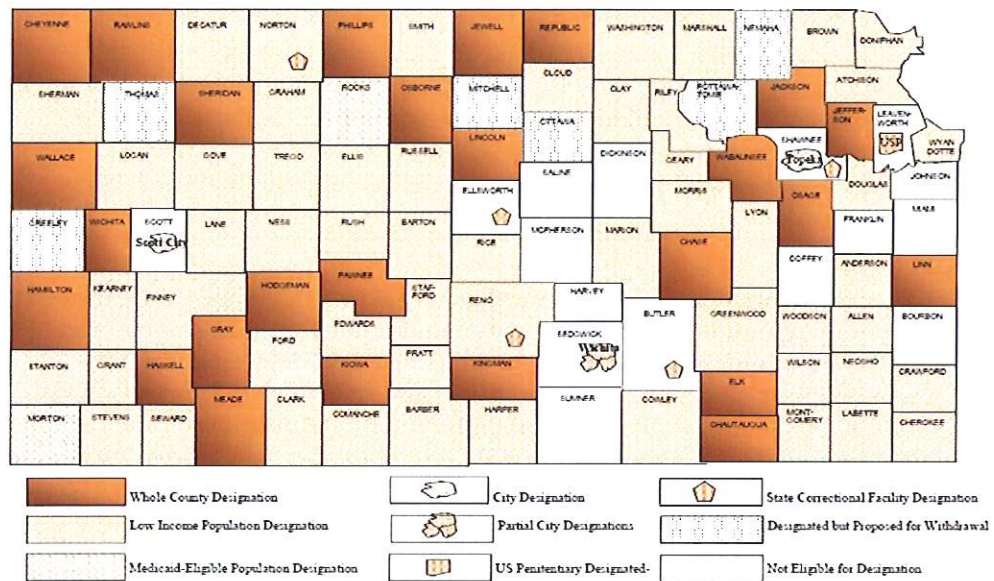 CHEYENNE RAWLINS DECATUR NORTON PHILLIPS SMITH JEWELL REPUBLIC WASHINGTON MARSHALL NEMAHA BROWN DONIPHAN
SHERMAN THOMAS SHERIDAN GRAHAM ROOKS OSBORNE MITCHELL CLOUD CLAY RILEY POTTAWA-TOMIE JACKSON ATCHISON
OTTAWA JEFFER-SON LEAVEN-WORTH USP WYAN DOTTE
WALLACE LOGAN GOVE TREGO ELLIS RUSSELL LINCOLN SALINE DICKINSON GEARY WABAUNSEE SHAWNEE Topeka DOUGLAS JOHNSON
ELLSWORTH MORRIS OSAGE FRANKLIN MIAMI
GREELEY WICHITA SCOTT Scott City LANE NESS RUSH BARTON RICE MCPHERSON MARION CHASE LYON COFFEY ANDERSON LINN
HAMILTON KEARNEY FINNEY HODGEMAN PAWNEE STAF-FORD RENO HARVEY BUTLER GREENWOOD WOODSON ALLEN BOURBON
GRAY FORD EDWARDS SEDGWICK Wichita
STANTON GRANT HASKELL KIOWA PRATT KINGMAN ELK WILSON NEOSHO CRAWFORD
MORTON STEVENS SEWARD MEADE CLARK COMANCHE BARBER HARPER SUMNER COWLEY CHAUTAUQUA MONT-GOMERY LABETTE CHEROKEE
Whole County Designation
City Designation
State Correctional Facility Designation
Low Income Population Designation
Partial City Designations
Designated but Proposed for Withdrawal
Medicaid-Eligible Population Designation
US Penitentiary Designated-
Not Eligible for Designation